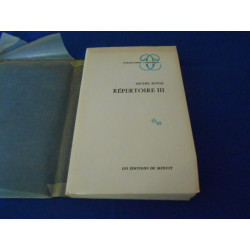 MICHEL BUTOR
RÉPERTOIRE III
LES ÉDITIONS DE MINUIT